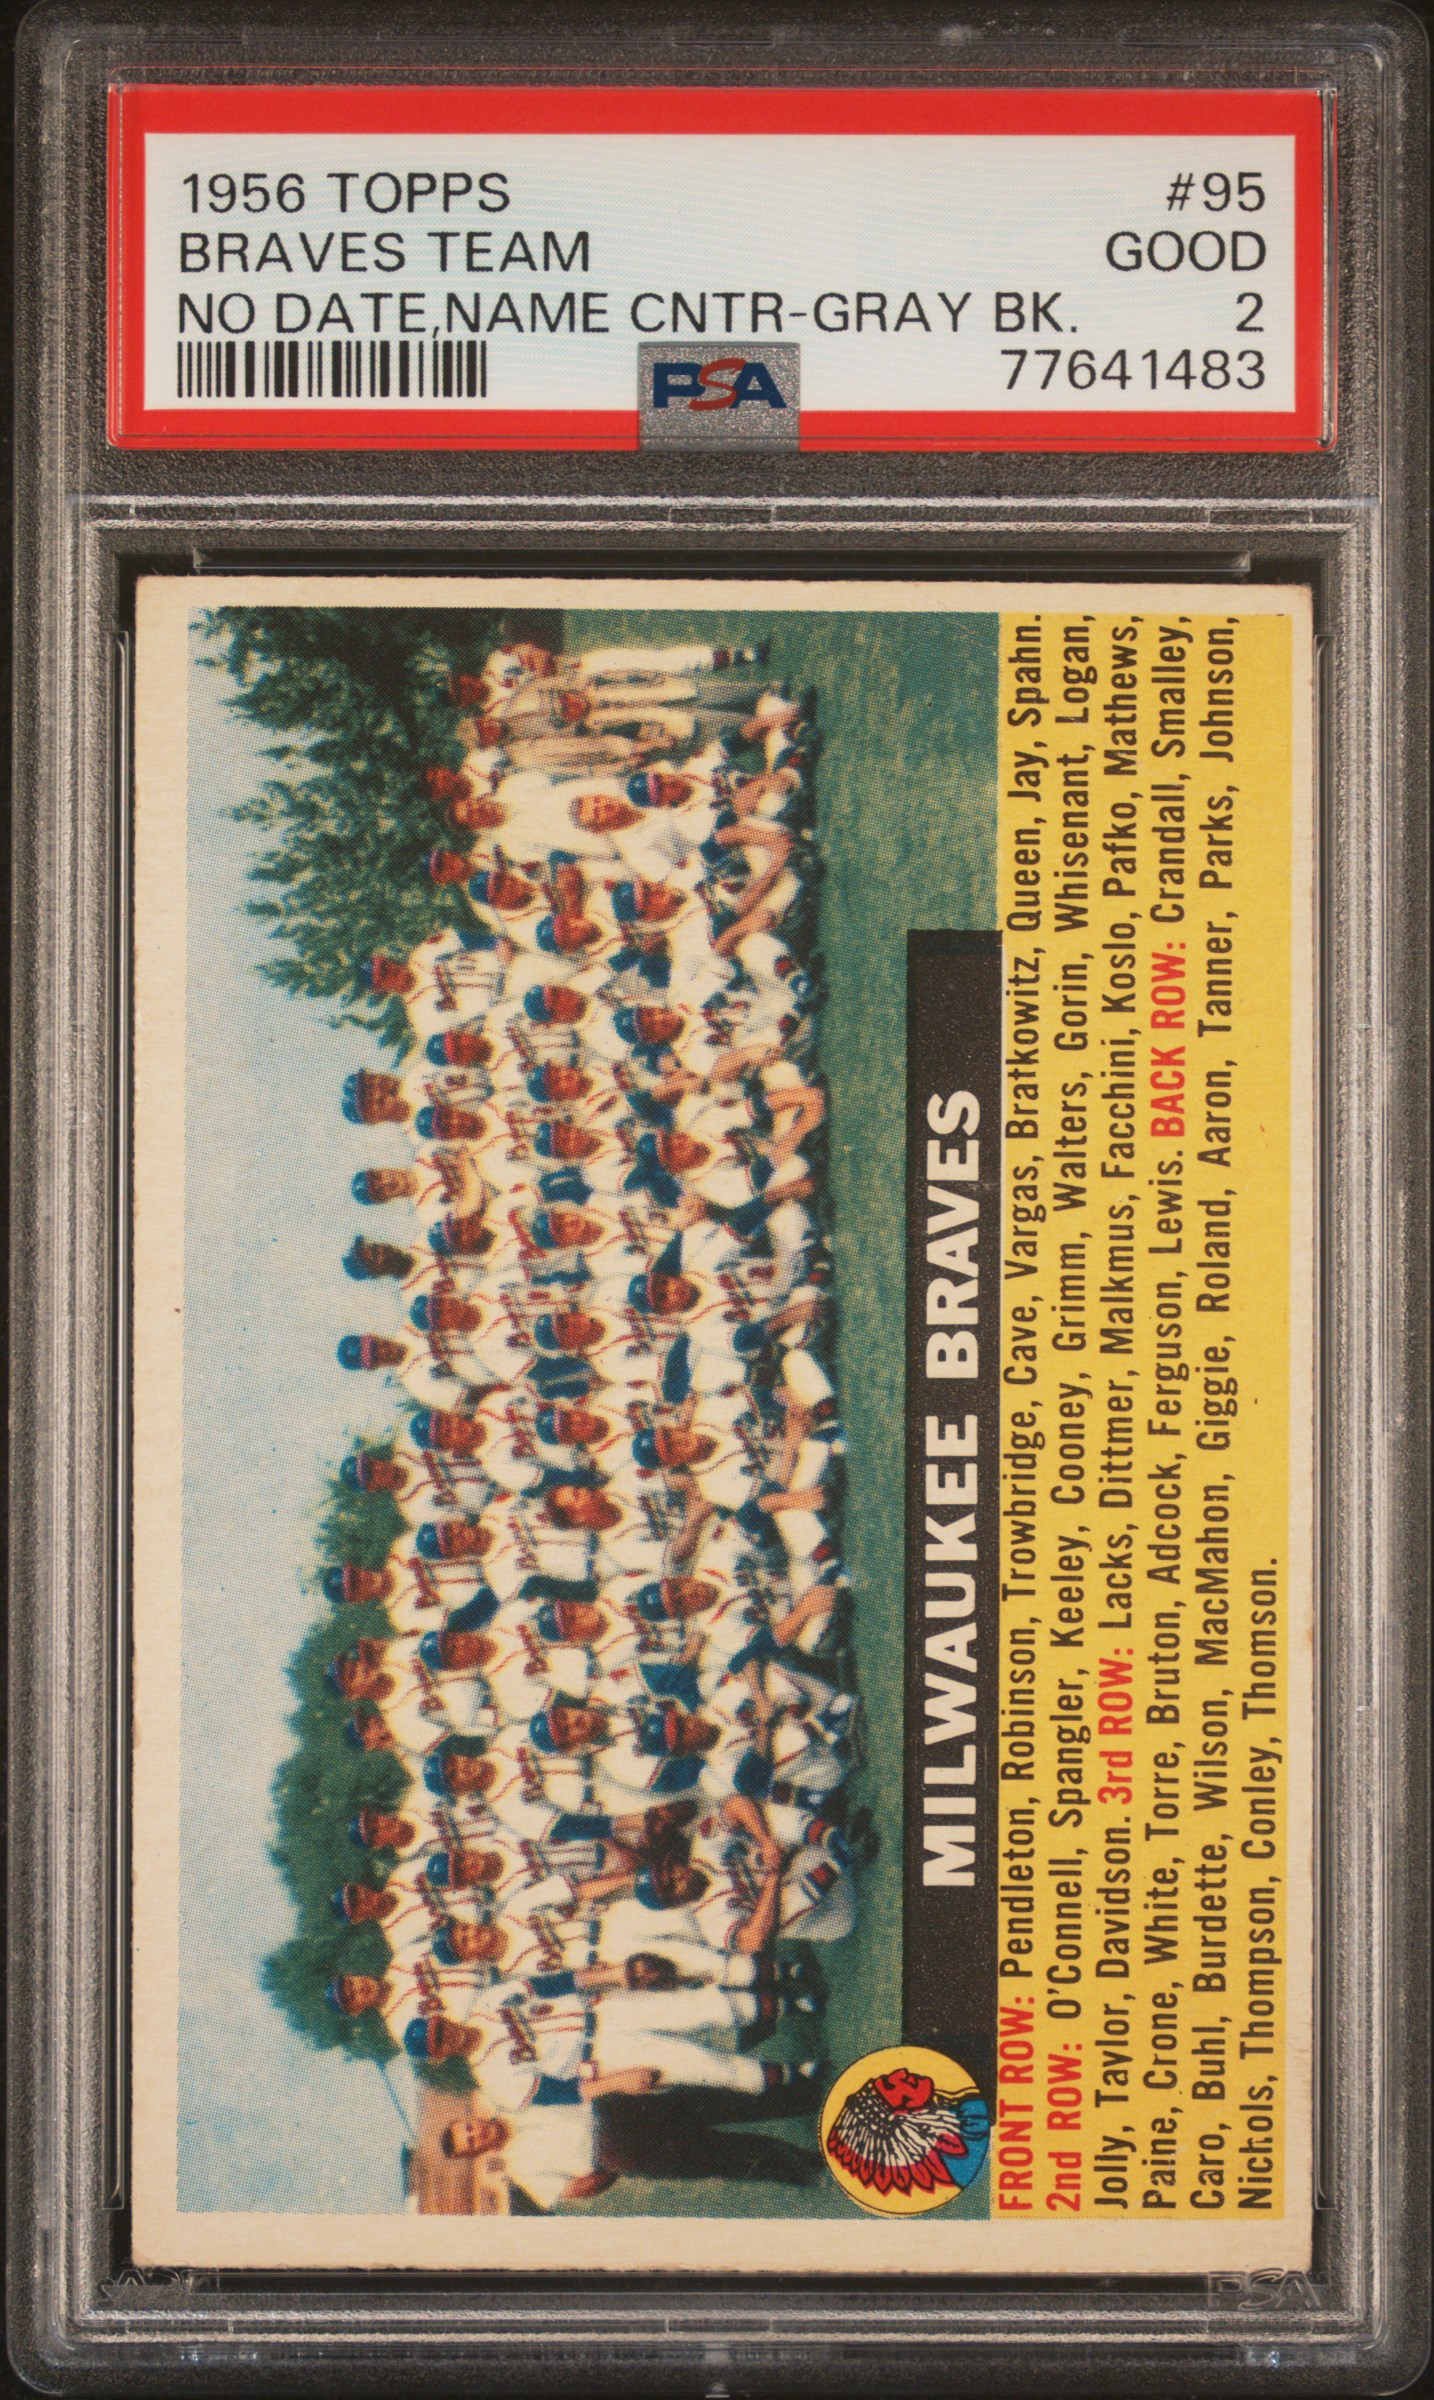 1956 TOPPS #95
BRAVES TEAM GOOD
NO DATE,NAME CNTR-GRAY BK. 2
77641483
PSA
MILWAUKEE BRAVES
FRONT ROW: Pendleton, Robinson, Trowbridge, Cave, Vargas, Bratkowitz, Queen, Jay, Spahn.
2nd ROW: O'Connell, Spangler, Keeley, Cooney, Grimm, Walters, Gorin, Whisenant, Logan,
Jolly, Taylor, Davidson. 3rd ROW: Lacks, Dittmer, Malkmus, Facchini, Koslo, Pafko, Mathews,
Paine, Crone, White, Torre, Bruton, Adcock, Ferguson, Lewis. BACK ROW: Crandall, Smalley,
Caro, Buhl, Burdette, Wilson, MacMahon, Giggie, Roland, Aaron, Tanner, Parks, Johnson,
Nichols, Thompson, Conley, Thomson.
PSA